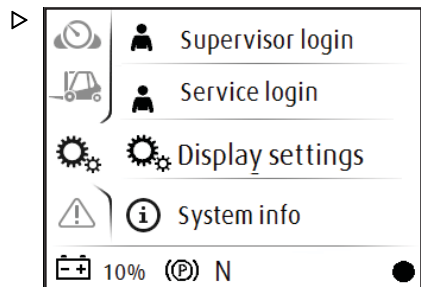 Supervisor login
Service login
Display settings
System info
10% (P) N